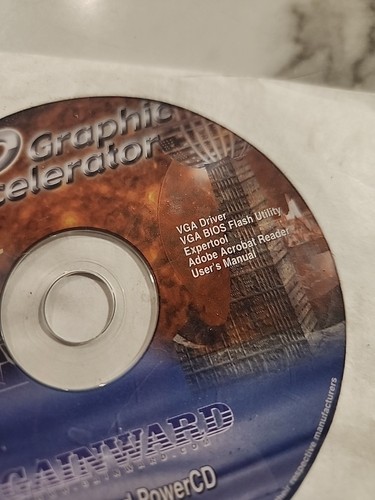 Graphic
celerator
VGA Driver
VGA BIOS Flash Utility
Expertool
Adobe Acrobat Reader
User's Manual
GAINWARD
PowerCD
respective manufacturers